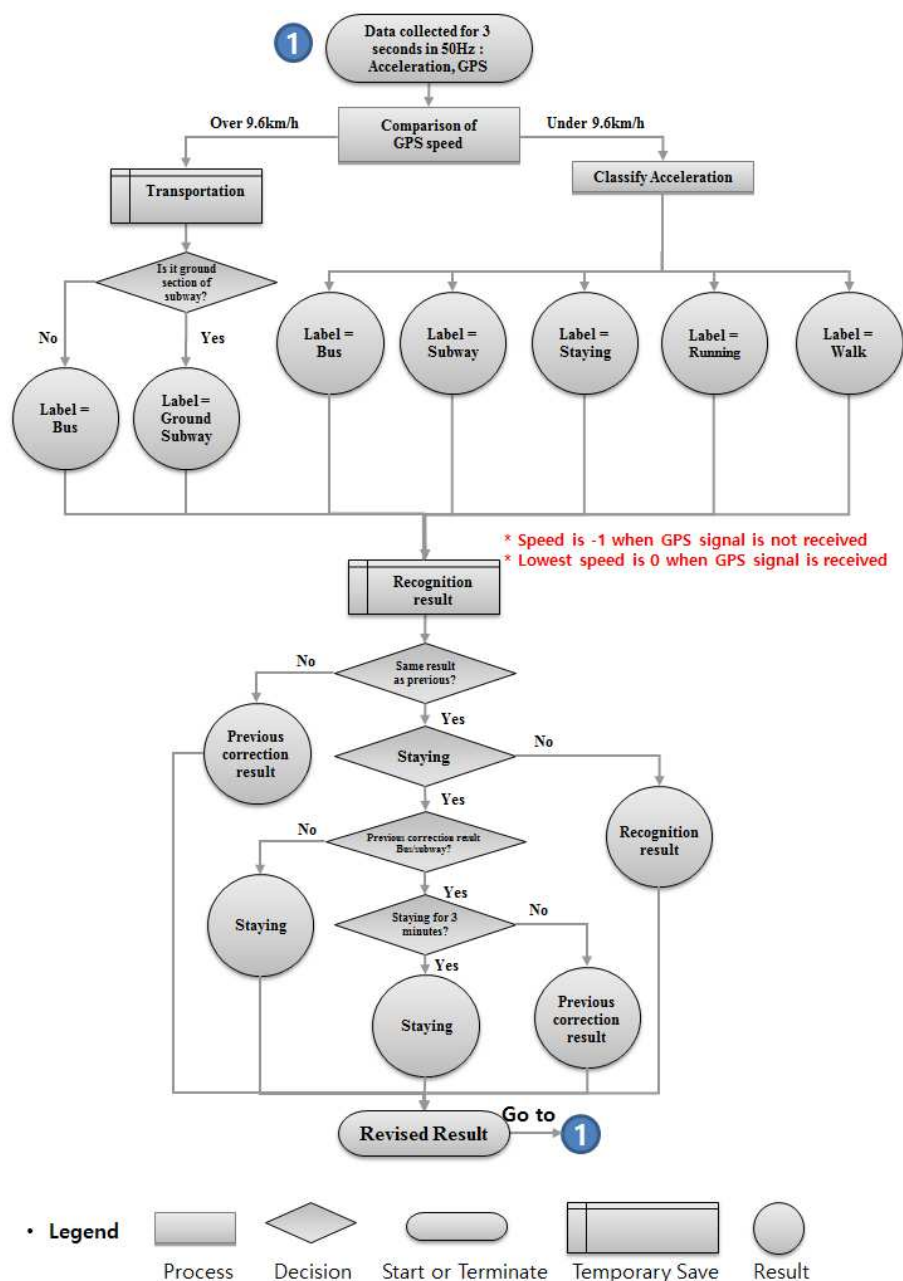 1
Data collected for 3
seconds in 50Hz :
Acceleration, GPS
Over 9.6km/h
Comparison of
GPS speed
Under 9.6km/h
Transportation
Classify Acceleration
Is it ground
section of
subway?
No
Yes
Label =
Bus
Label =
Ground
Subway
Label =
Bus
Label =
Subway
Label =
Staying
Label =
Running
Label =
Walk
* Speed is -1 when GPS signal is not received
* Lowest speed is 0 when GPS signal is received
Recognition
result
Same result
as previous?
No
Yes
Previous
correction
result
Staying
No
Yes
Recognition
result
Previous correction result
Bus/subway?
No
Yes
Staying
Staying for 3
minutes?
No
Yes
Staying
Previous
correction
result
Revised Result
Go to
1
• Legend
Process
Decision
Start or Terminate
Temporary Save
Result